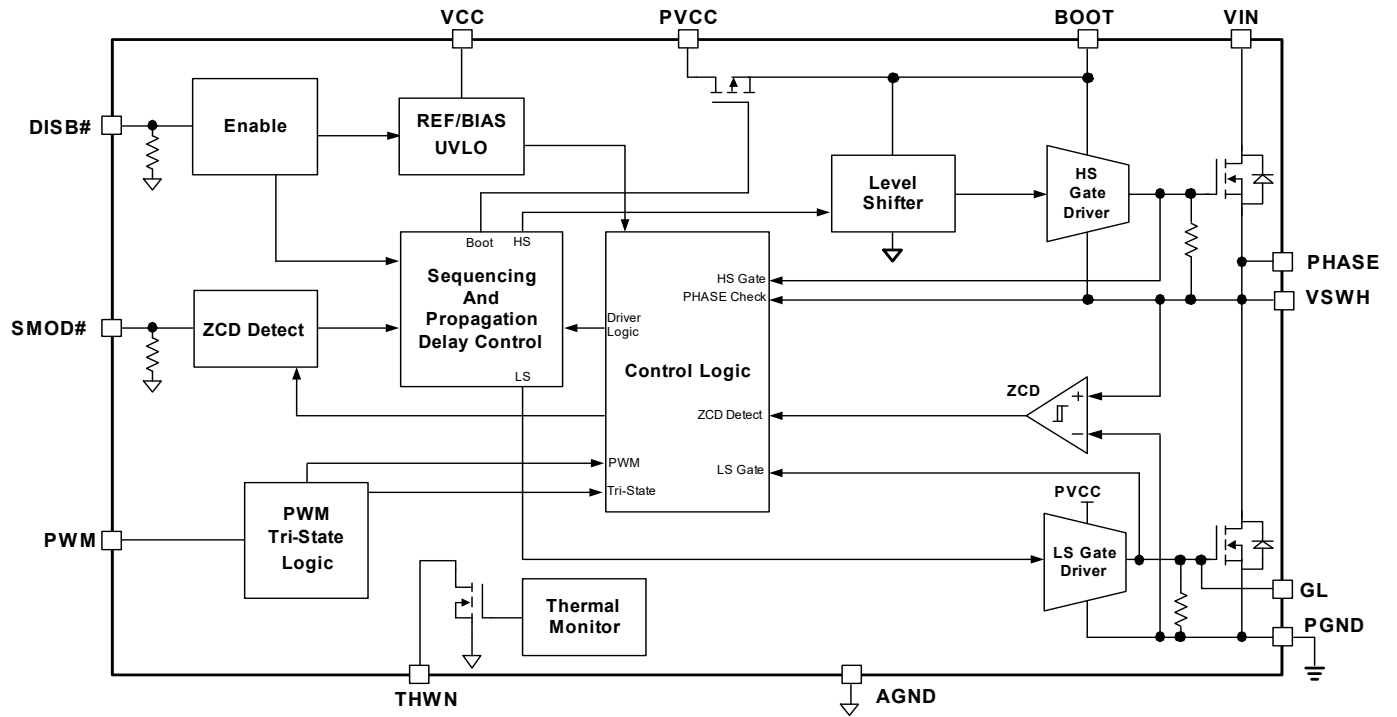 VCC
PVCC
BOOT
VIN
DISB#
Enable
REF/BIAS
UVLO
Level
Shifter
HS
Gate
Driver
Boot
HS
Sequencing
And
Propagation
Delay Control
LS
HS Gate
PHASE Check
Driver
Logic
Control Logic
ZCD Detect
LS Gate
PWM
Tri-State
PHASE
VSWH
SMOD#
ZCD Detect
ZCD
+
−
PVCC
PWM
PWM
Tri-State
Logic
LS Gate
Driver
GL
PGND
Thermal
Monitor
THWN
AGND